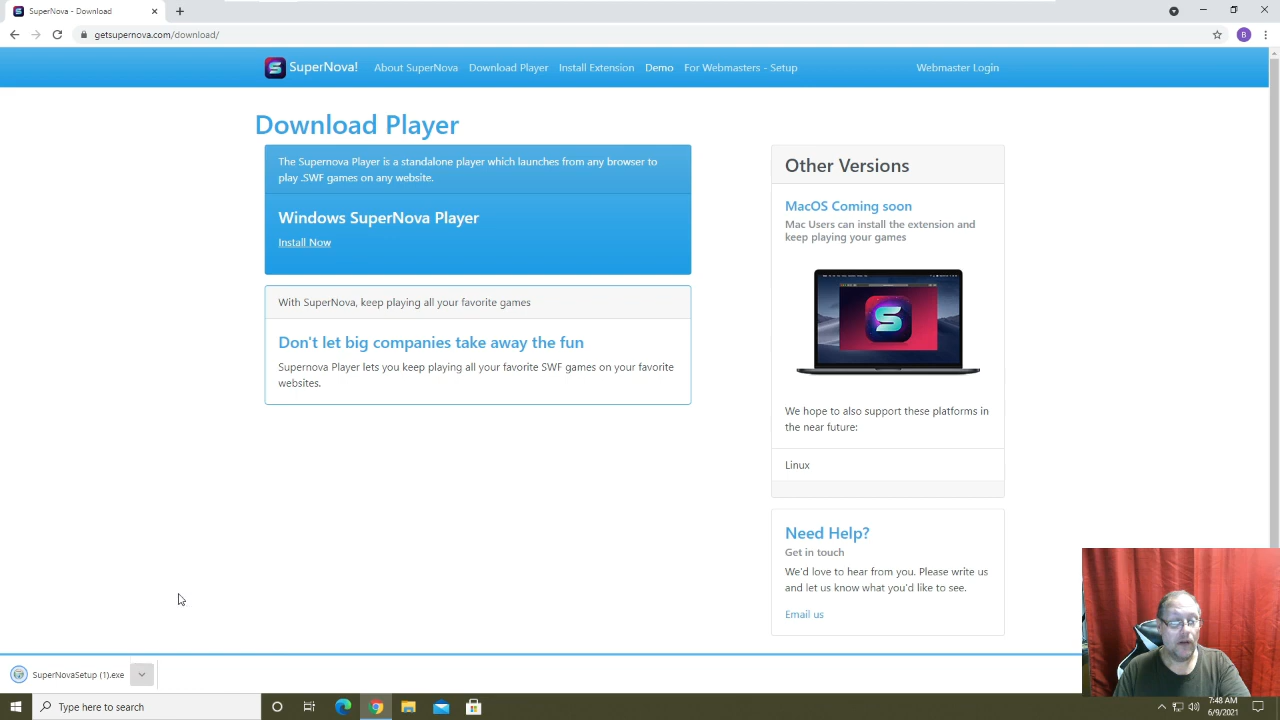 SuperNova - Download
getsupernova.com/download/
B
SuperNova!
About SuperNova
Download Player
Install Extension
Demo
For Webmasters - Setup
Webmaster Login
Download Player
The Supernova Player is a standalone player which launches from any browser to
play .SWF games on any website.
Windows SuperNova Player
Install Now
With SuperNova, keep playing all your favorite games
Don't let big companies take away the fun
Supernova Player lets you keep playing all your favorite SWF games on your favorite
websites.
Other Versions
MacOS Coming soon
Mac Users can install the extension and
keep playing your games
S
We hope to also support these platforms in
the near future:
Linux
Need Help?
Get in touch
We'd love to hear from you. Please write us
and let us know what you'd like to see.
Email us
SuperNovaSetup (1).exe
Type here to search
7:48 AM
6/9/2021